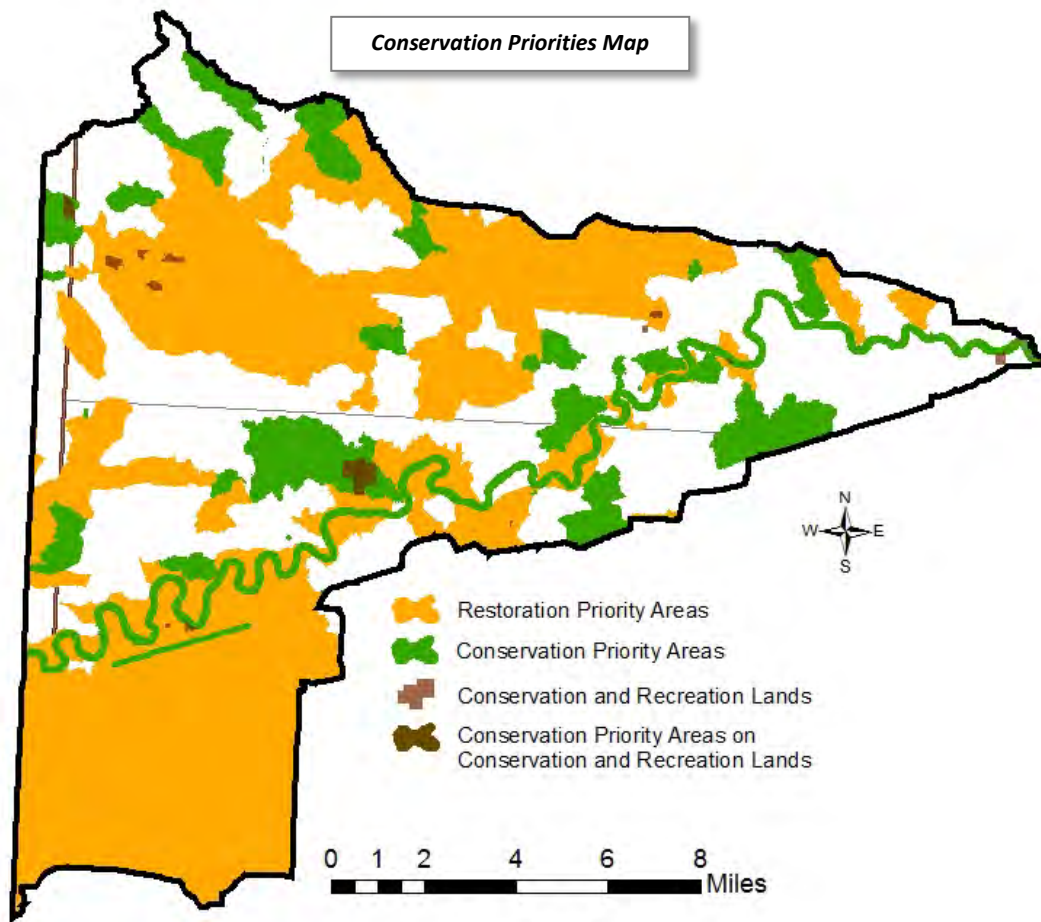 Conservation Priorities Map
N
W E
S
Restoration Priority Areas
Conservation Priority Areas
Conservation and Recreation Lands
Conservation Priority Areas on
Conservation and Recreation Lands
0 1 2 4 6 8
Miles